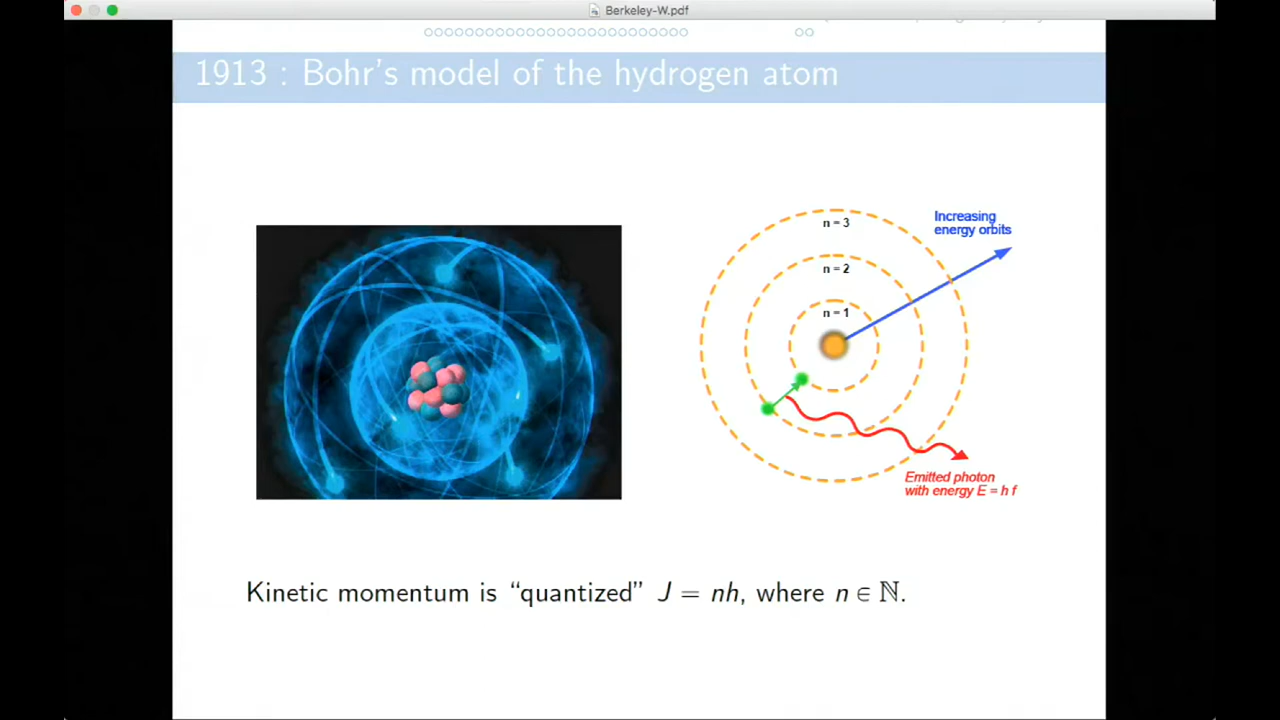 Berkeley-W.pdf
1913 : Bohr's model of the hydrogen atom
n = 3
n = 2
n = 1
Increasing
energy orbits
Emitted photon
with energy E = h f
Kinetic momentum is “quantized” J = nh, where n ∈ ℕ.